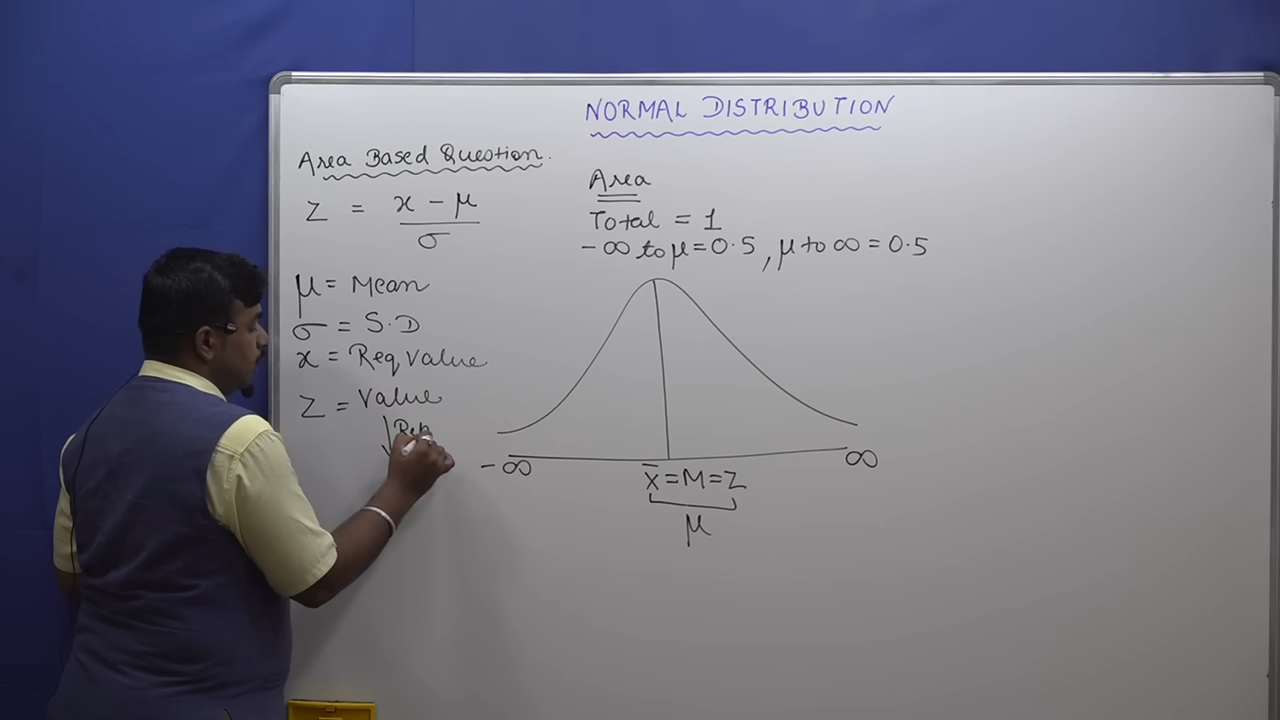 NORMAL DISTRIBUTION
Area Based Question.
Z = x - μ
σ
μ = Mean
σ = S.D
x = Req Value
Z = Value
Area
Total = 1
-∞ to μ = 0.5, μ to ∞ = 0.5
-∞
∞
x̄ = M = Z
μ